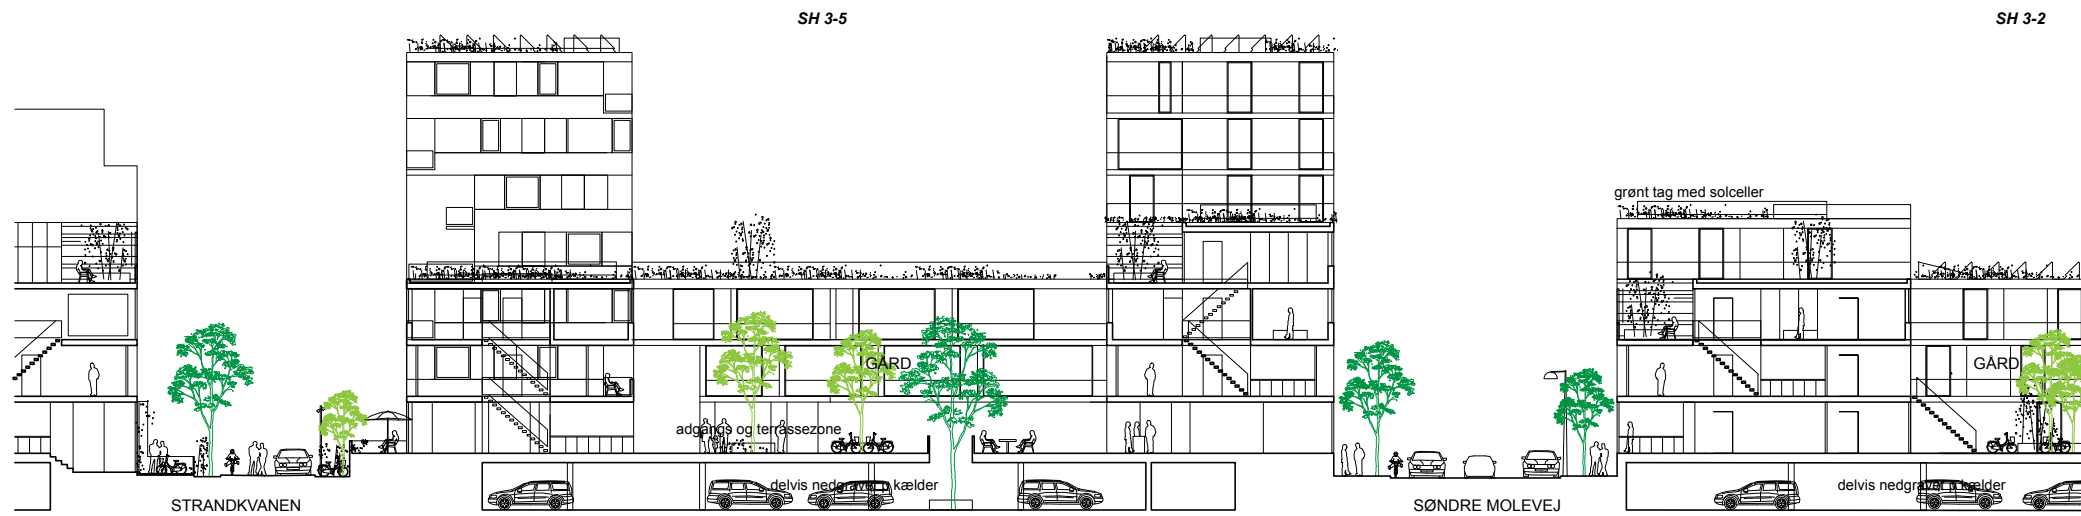 SH 3-5
SH 3-2
grønt tag med solceller
GÅRD
GÅRD
adgangs og terrassezone
delvis nedgravet p kælder
delvis nedgravet p kælder
STRANDKVANEN
SØNDRE MOLEVEJ